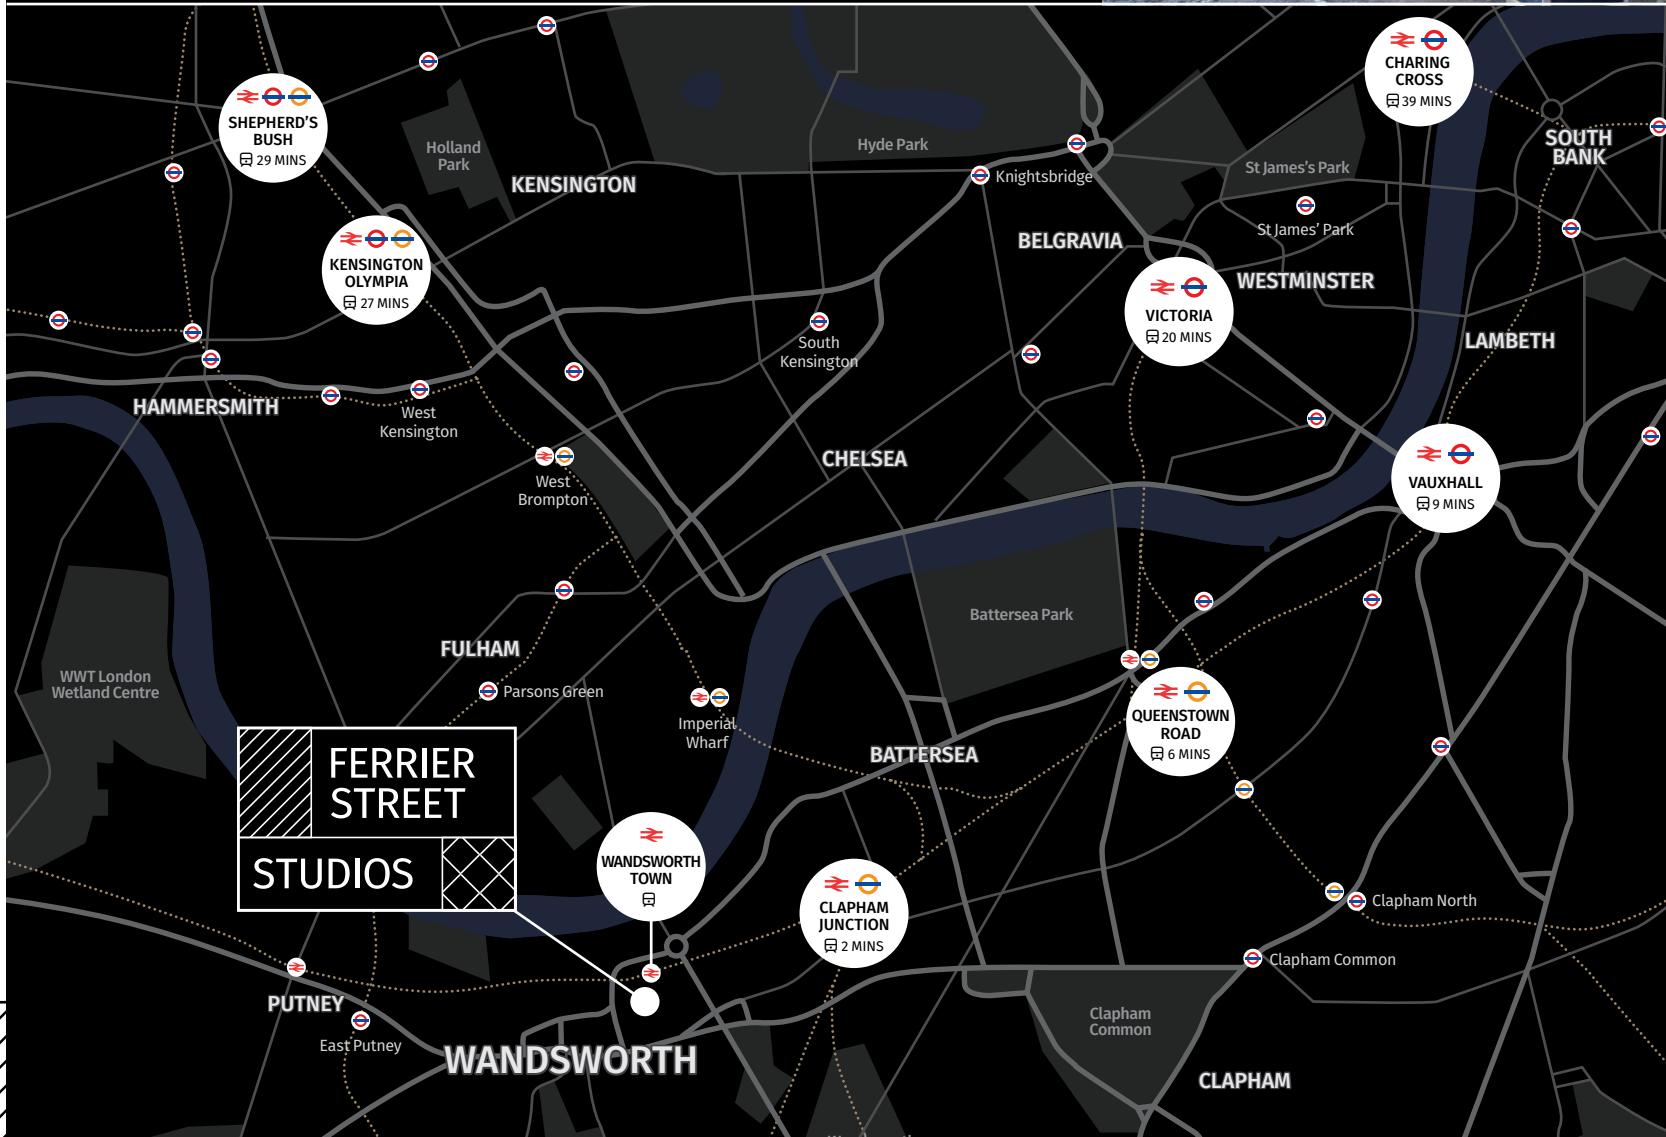 CHARING
CROSS
39 MINS
SHEPHERD'S
BUSH
29 MINS
SOUTH
BANK
Holland
Park
Hyde Park
St James's Park
KENSINGTON
Knightsbridge
St James' Park
BELGRAVIA
KENSINGTON
OLYMPIA
27 MINS
WESTMINSTER
VICTORIA
20 MINS
LAMBETH
South
Kensington
HAMMERSMITH
West
Kensington
CHELSEA
West
Brompton
VAUXHALL
9 MINS
Battersea Park
FULHAM
WWT London
Wetland Centre
Parsons Green
Imperial
Wharf
QUEENSTOWN
ROAD
6 MINS
BATTERSEA
FERRIER
STREET
STUDIOS
WANDSWORTH
TOWN
CLAPHAM
JUNCTION
2 MINS
Clapham North
Clapham Common
PUTNEY
East Putney
Clapham
Common
WANDSWORTH
CLAPHAM